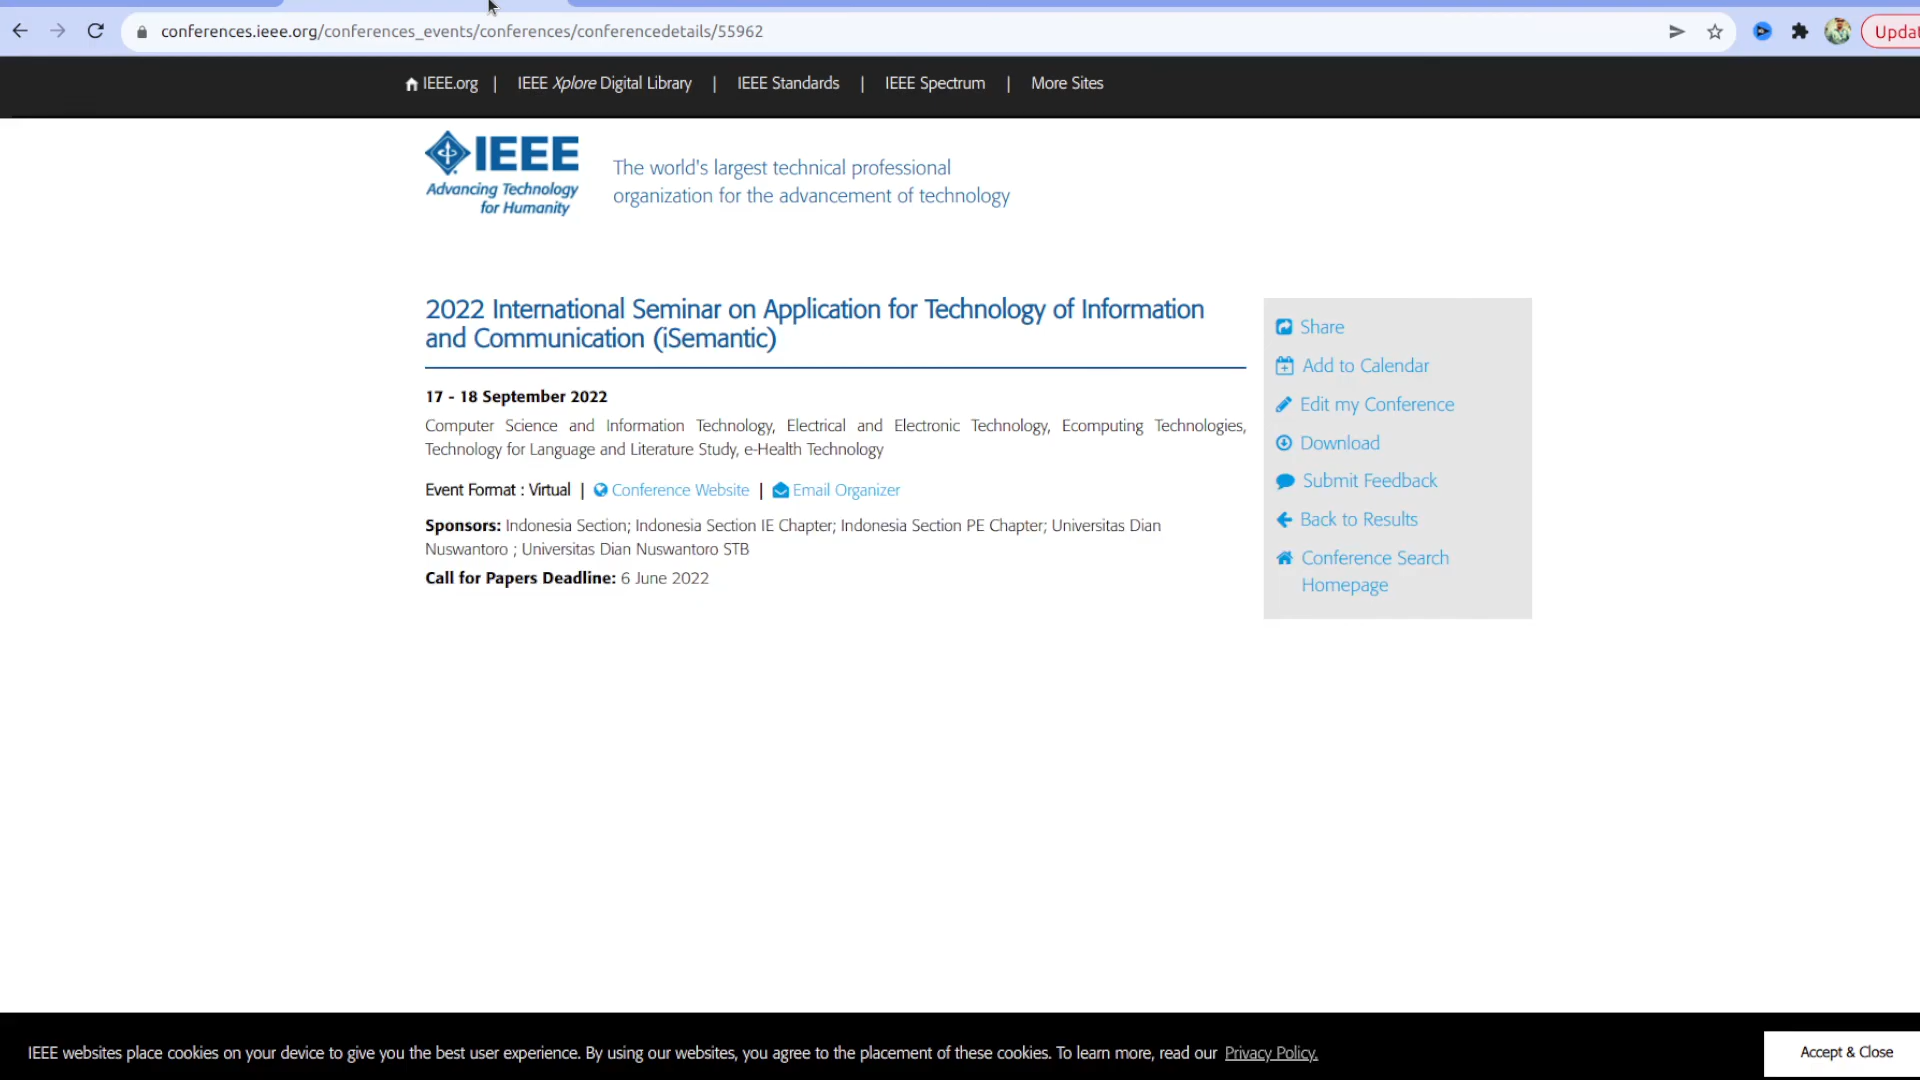 conferences.ieee.org/conferences_events/conferences/conferencedetails/55962
IEEE.org | IEEE Xplore Digital Library | IEEE Standards | IEEE Spectrum | More Sites
IEEE
Advancing Technology
for Humanity
The world's largest technical professional
organization for the advancement of technology
2022 International Seminar on Application for Technology of Information
and Communication (iSemantic)
17 - 18 September 2022
Computer Science and Information Technology, Electrical and Electronic Technology, Ecomputing Technologies,
Technology for Language and Literature Study, e-Health Technology
Event Format : Virtual | Conference Website | Email Organizer
Sponsors: Indonesia Section; Indonesia Section IE Chapter; Indonesia Section PE Chapter; Universitas Dian
Nuswantoro ; Universitas Dian Nuswantoro STB
Call for Papers Deadline: 6 June 2022
Share
Add to Calendar
Edit my Conference
Download
Submit Feedback
Back to Results
Conference Search
Homepage
IEEE websites place cookies on your device to give you the best user experience. By using our websites, you agree to the placement of these cookies. To learn more, read our Privacy Policy.
Accept & Close